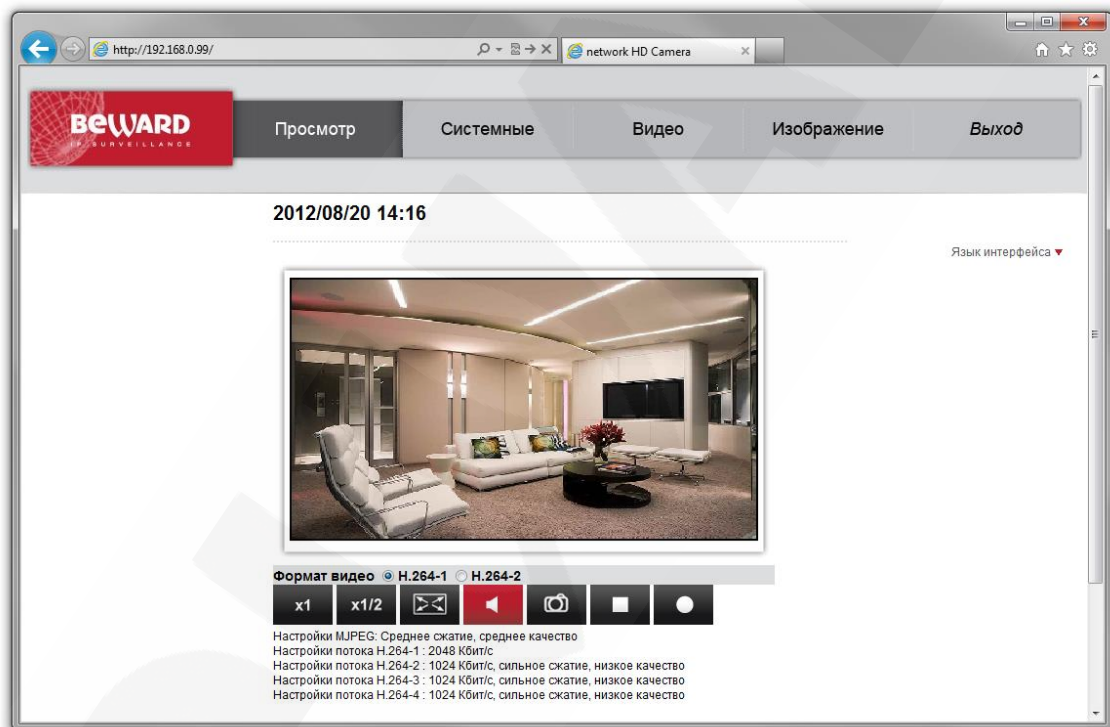 http://192.168.0.99/
network HD Camera
BEWARD
IP SURVEILLANCE
Просмотр
Системные
Видео
Изображение
Выход
2012/08/20 14:16
Язык интерфейса
Формат видео H.264-1 H.264-2
x1 x1/2
Настройки MJPEG: Среднее сжатие, среднее качество
Настройки потока H.264-1 : 2048 Кбит/с
Настройки потока H.264-2 : 1024 Кбит/с, сильное сжатие, низкое качество
Настройки потока H.264-3 : 1024 Кбит/с, сильное сжатие, низкое качество
Настройки потока H.264-4 : 1024 Кбит/с, сильное сжатие, низкое качество